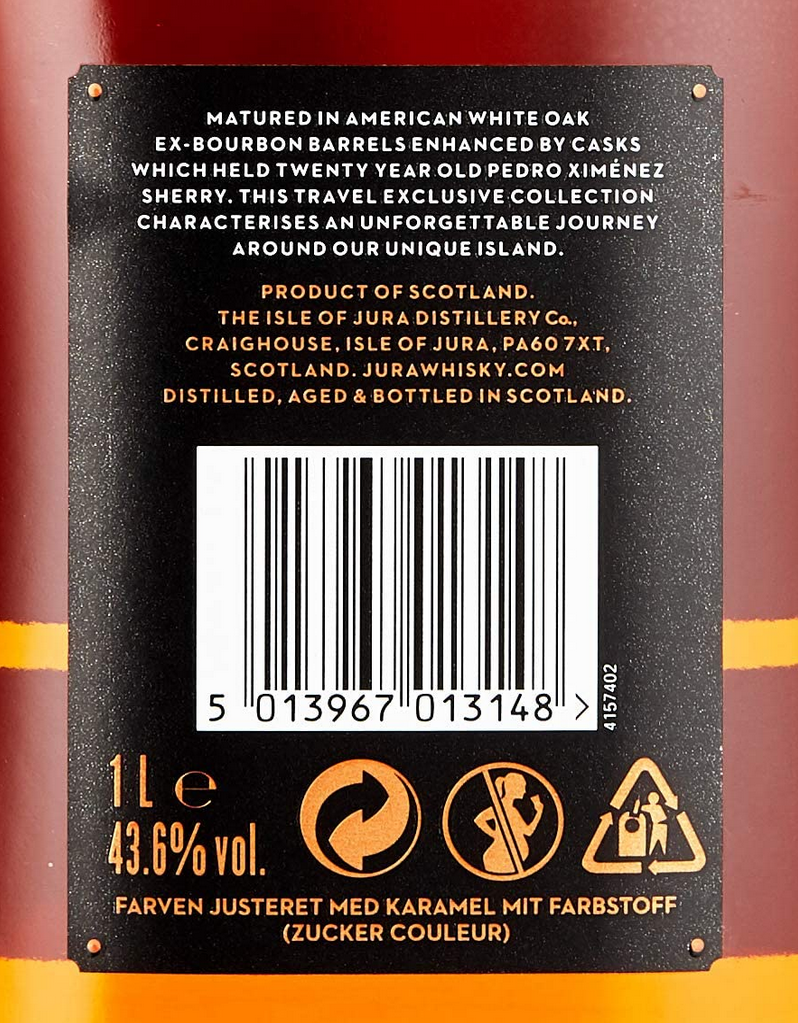 MATURED IN AMERICAN WHITE OAK
EX-BOURBON BARRELS ENHANCED BY CASKS
WHICH HELD TWENTY YEAR OLD PEDRO XIMÉNEZ
SHERRY. THIS TRAVEL EXCLUSIVE COLLECTION
CHARACTERISES AN UNFORGETTABLE JOURNEY
AROUND OUR UNIQUE ISLAND.
PRODUCT OF SCOTLAND.
THE ISLE OF JURA DISTILLERY Co.,
CRAIGHOUSE, ISLE OF JURA, PA60 7XT,
SCOTLAND. JURAWHISKY.COM
DISTILLED, AGED & BOTTLED IN SCOTLAND.
5 013967 013148 >
4157402
1 L ℮
43.6% vol.
FARVEN JUSTERET MED KARAMEL MIT FARBSTOFF
(ZUCKER COULEUR)